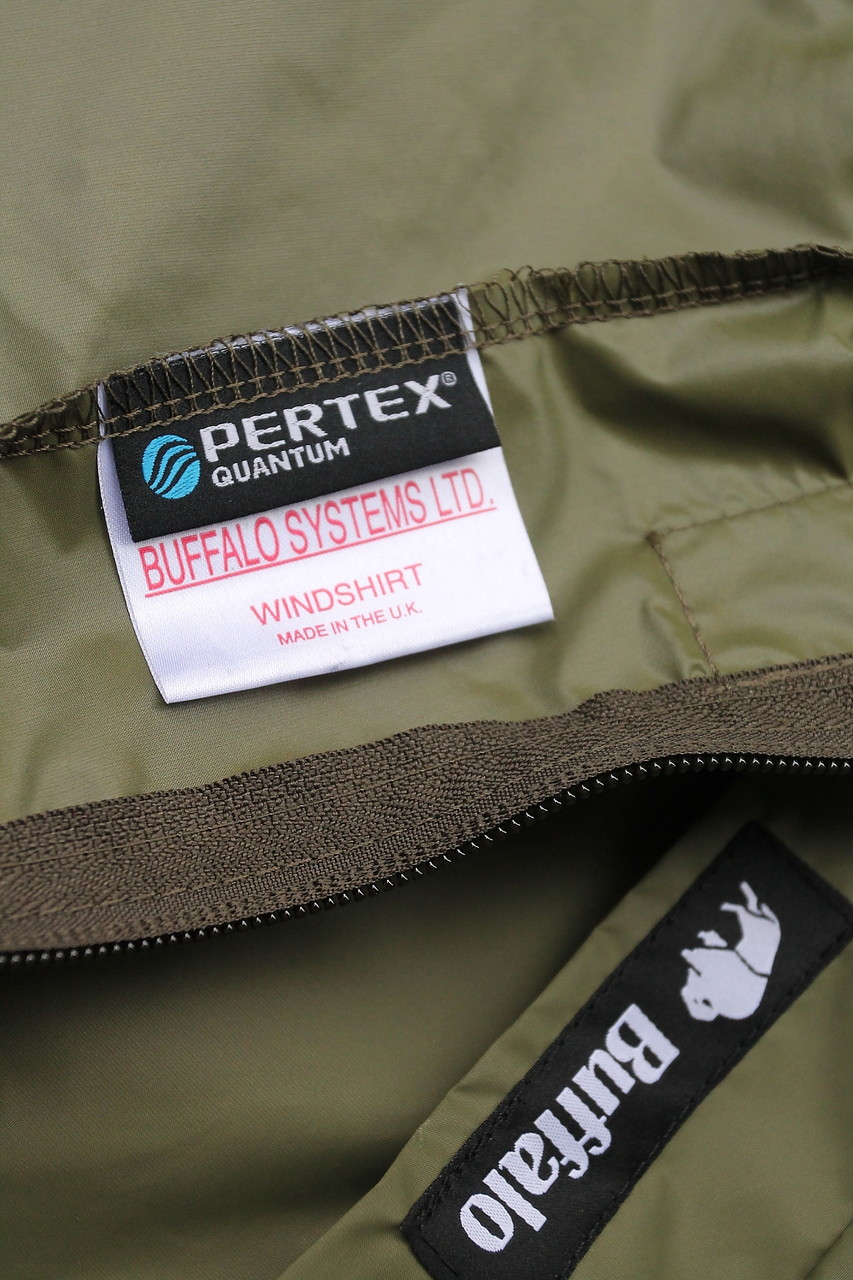 PERTEX®
QUANTUM
BUFFALO SYSTEMS LTD.
WINDSHIRT
MADE IN THE U.K.
Buffalo